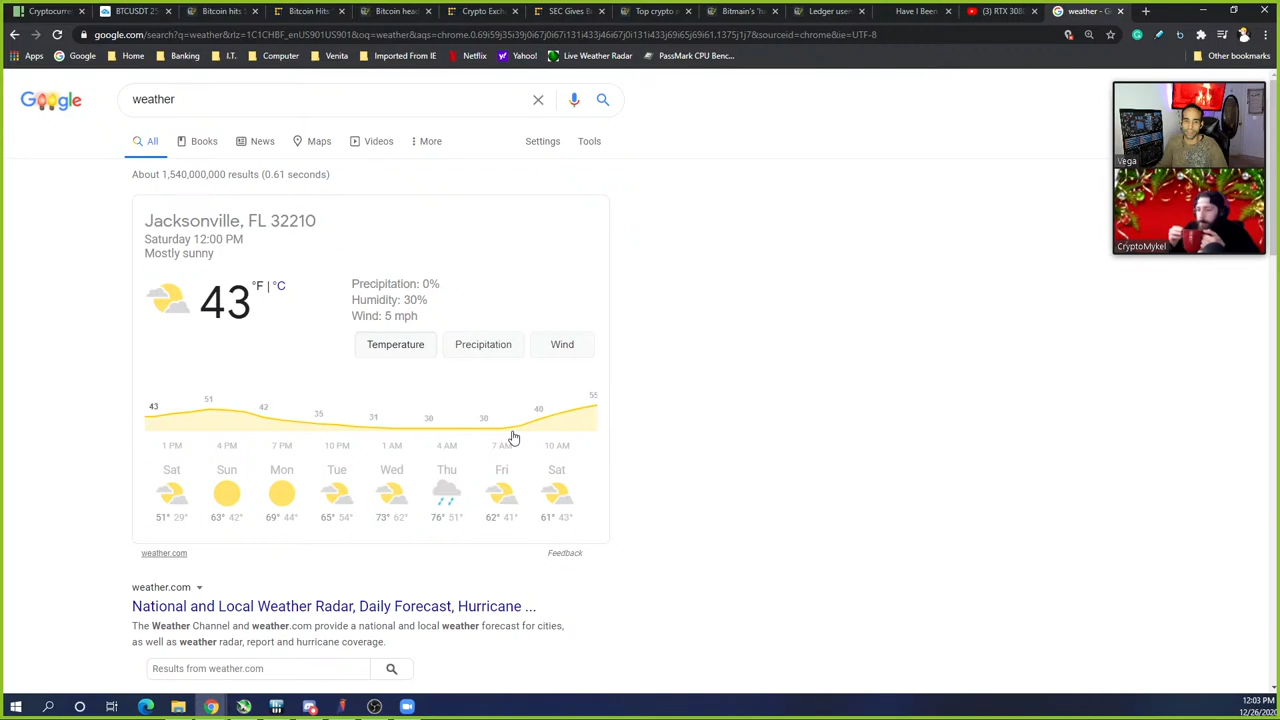 Cryptocurren
BTCUSDT 25
Bitcoin hits
Bitcoin Hits
Bitcoin head
Crypto Exch
SEC Gives B
Top crypto e
Bitmain's 'hu
Ledger user
Have I Been
(3) RTX 308
weather - G
google.com/search?q=weather&rlz=1C1CHBF_enUS901US901&oq=weather&aqs=chrome.0.69i59j35i39j0i67j0i67i131i433j46i67j0i131i433j69i65j69i61.1375j1j7&sourceid=chrome&ie=UTF-8
Apps Google Home Banking I.T. Computer Venita Imported From IE Netflix Yahoo! Live Weather Radar PassMark CPU Benc... Other bookmarks
Google
weather
All Books News Maps Videos More Settings Tools
About 1,540,000,000 results (0.61 seconds)
Jacksonville, FL 32210
Saturday 12:00 PM
Mostly sunny
43 °F | °C
Precipitation: 0%
Humidity: 30%
Wind: 5 mph
Temperature Precipitation Wind
43 51 42 35 31 30 30 40 55
1 PM 4 PM 7 PM 10 PM 1 AM 4 AM 7 AM 10 AM
Sat Sun Mon Tue Wed Thu Fri Sat
51° 29° 63° 42° 69° 44° 65° 54° 73° 62° 76° 51° 62° 41° 61° 43°
weather.com
Feedback
weather.com
National and Local Weather Radar, Daily Forecast, Hurricane ...
The Weather Channel and weather.com provide a national and local weather forecast for cities,
as well as weather radar, report and hurricane coverage.
Results from weather.com
Vega
CryptoMykel
12:03 PM